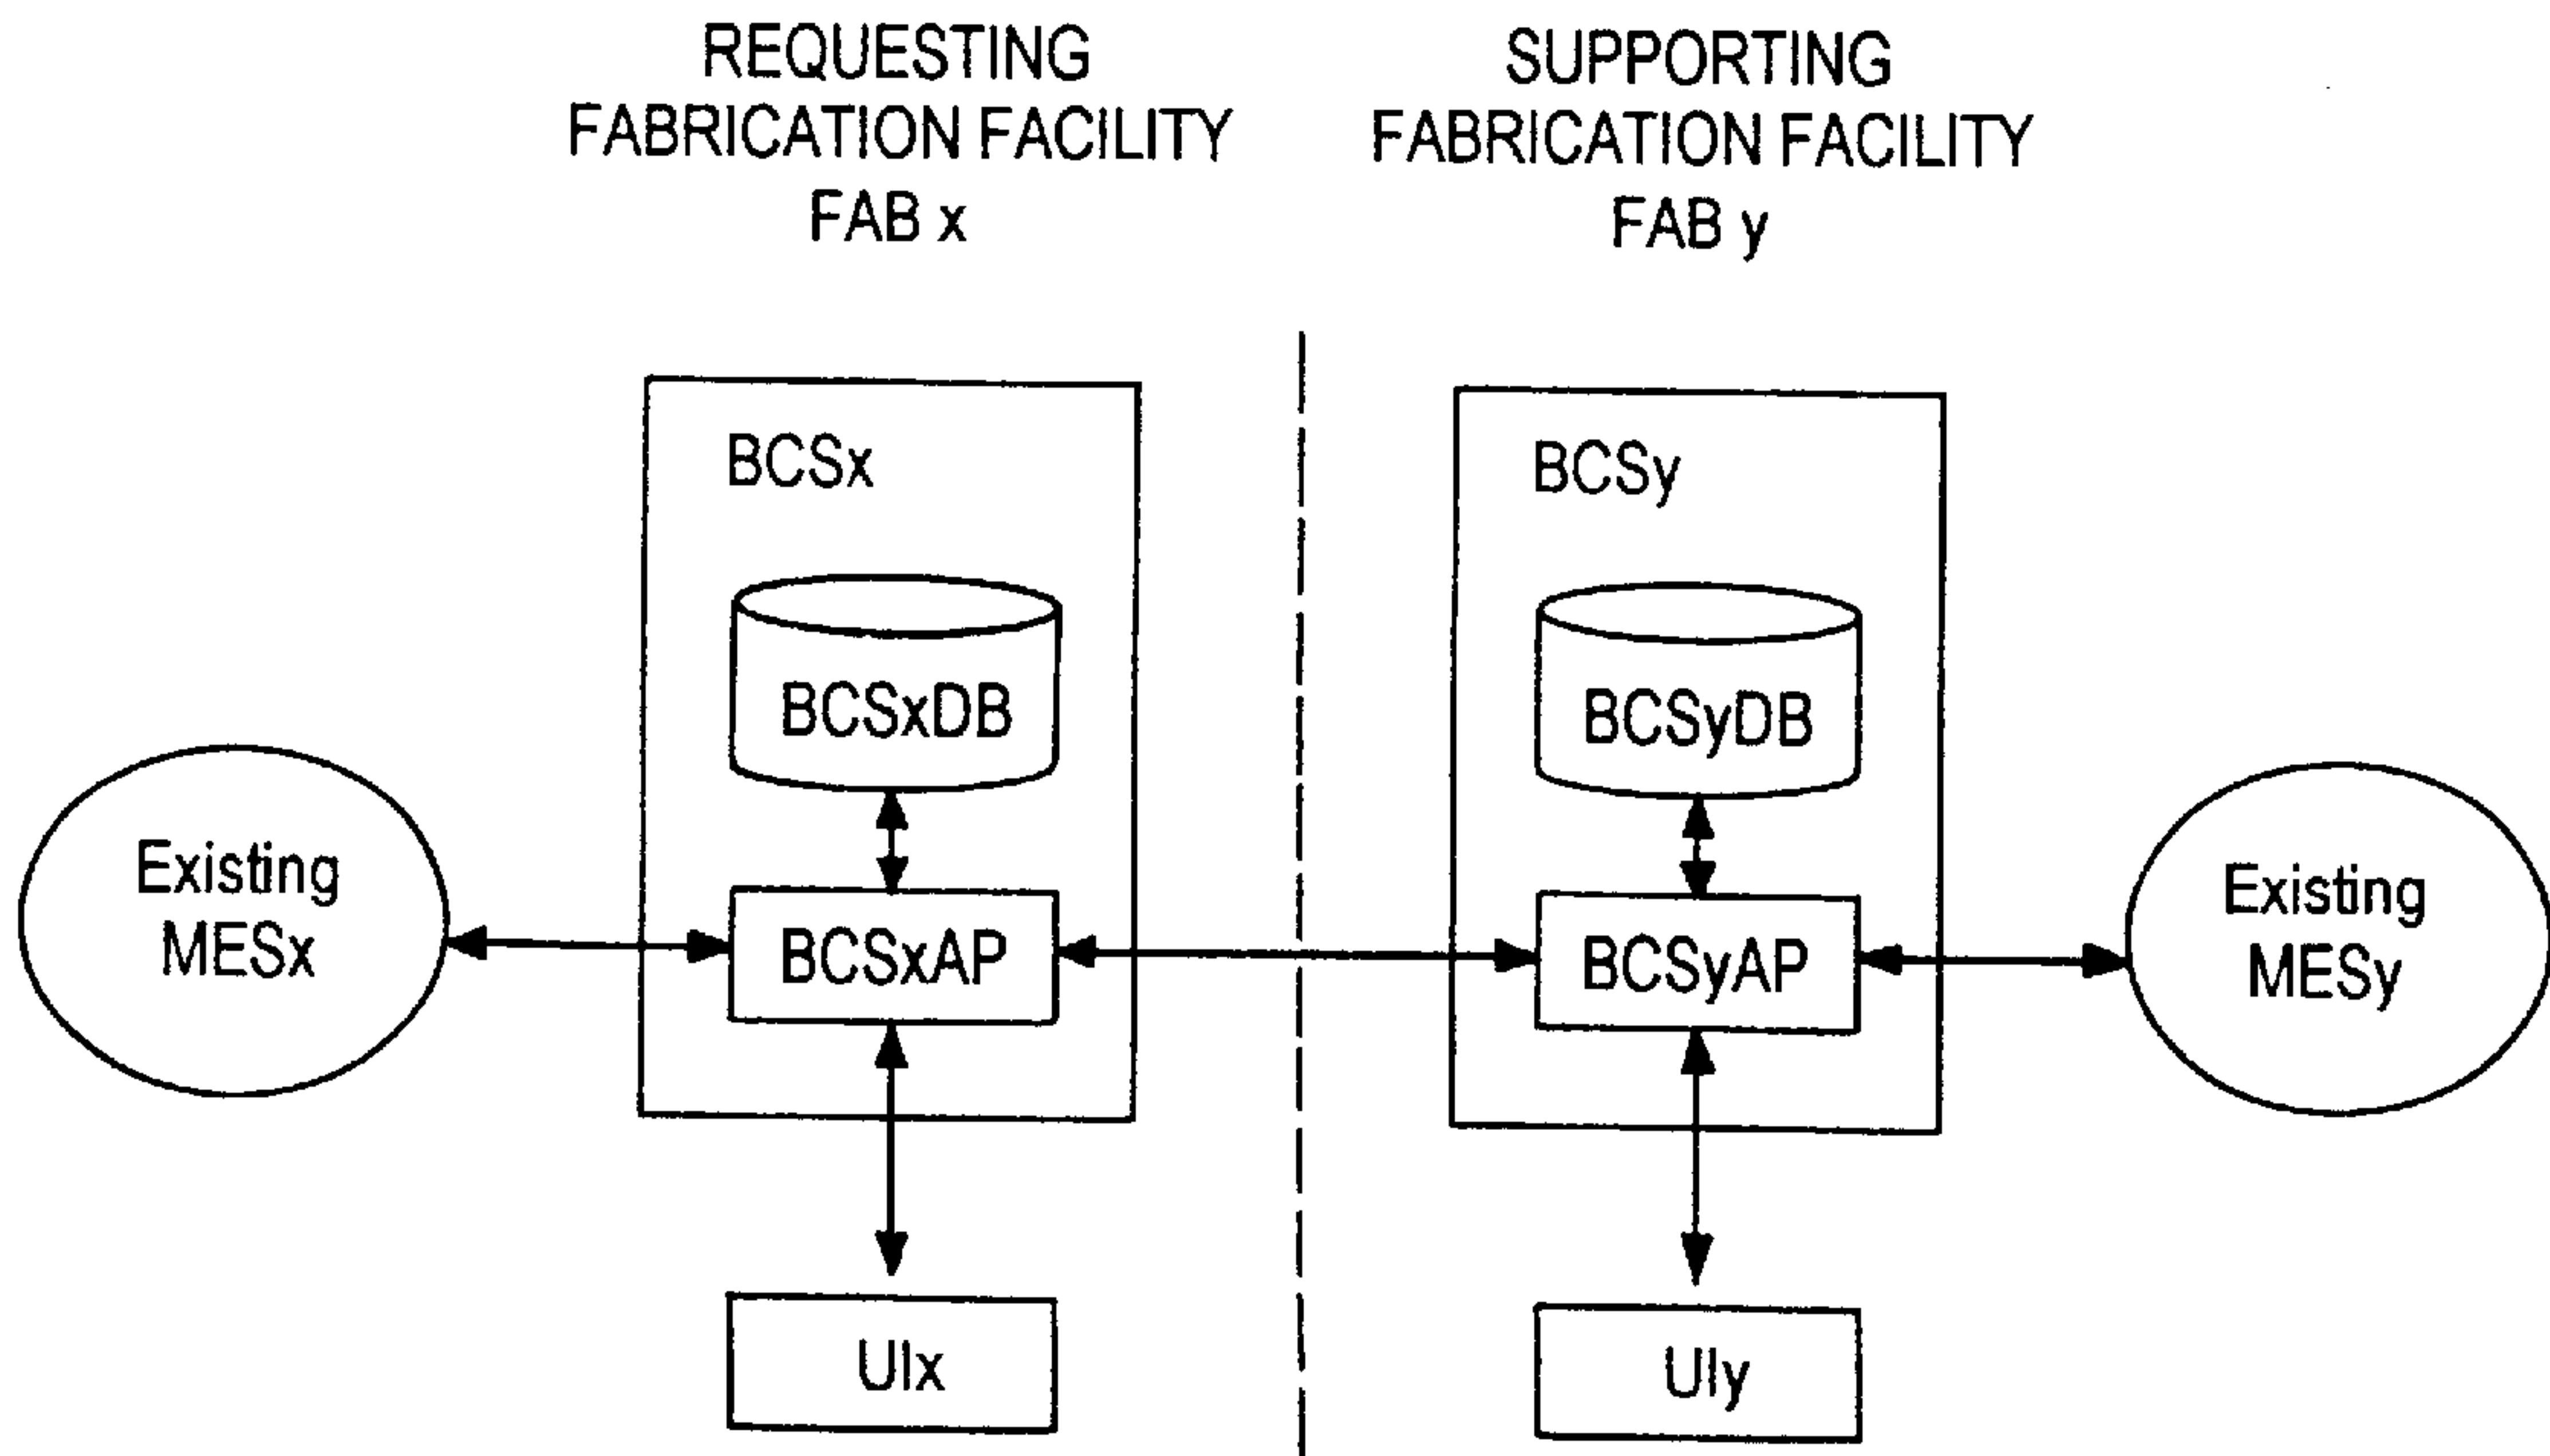 REQUESTING
FABRICATION FACILITY
FAB x
SUPPORTING
FABRICATION FACILITY
FAB y
BCSx
BCSy
BCSxDB
BCSyDB
Existing
MESx
BCSxAP
BCSyAP
Existing
MESy
UIx
UIy